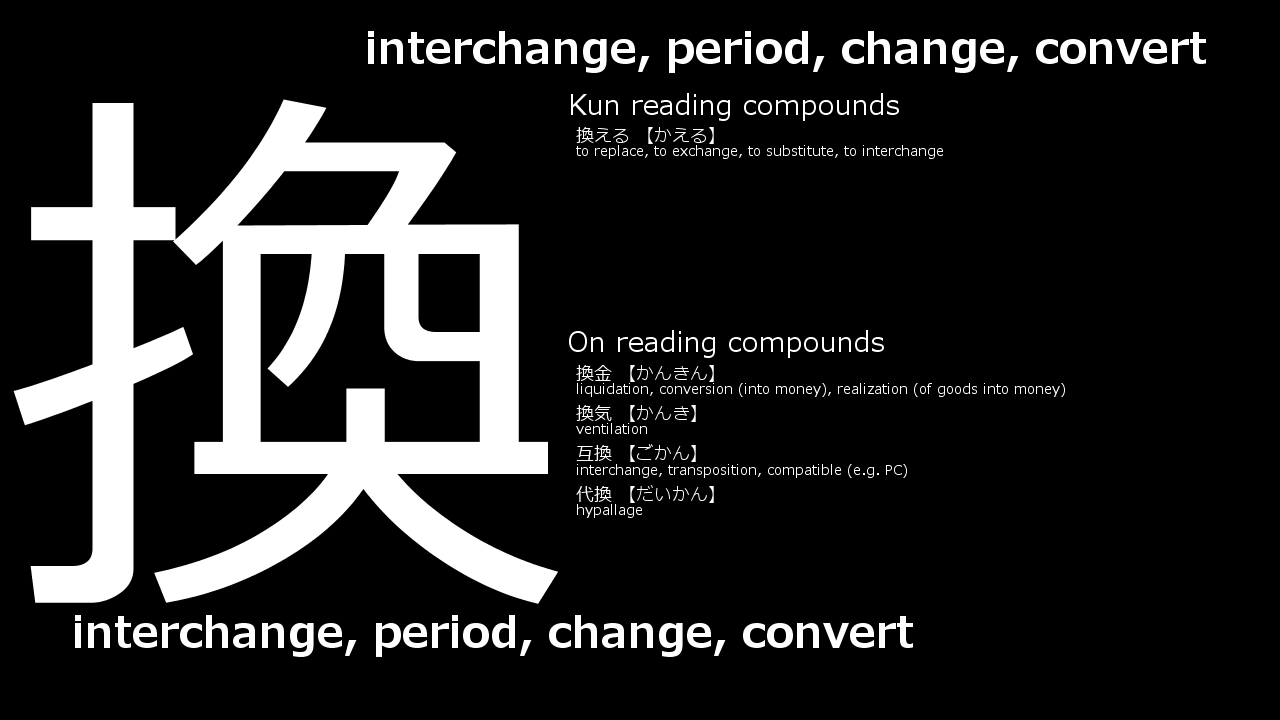 interchange, period, change, convert
換
Kun reading compounds
換える 【かえる】
to replace, to exchange, to substitute, to interchange
On reading compounds
換金 【かんきん】
liquidation, conversion (into money), realization (of goods into money)
換気 【かんき】
ventilation
互換 【ごかん】
interchange, transposition, compatible (e.g. PC)
代換 【だいかん】
hypallage
interchange, period, change, convert